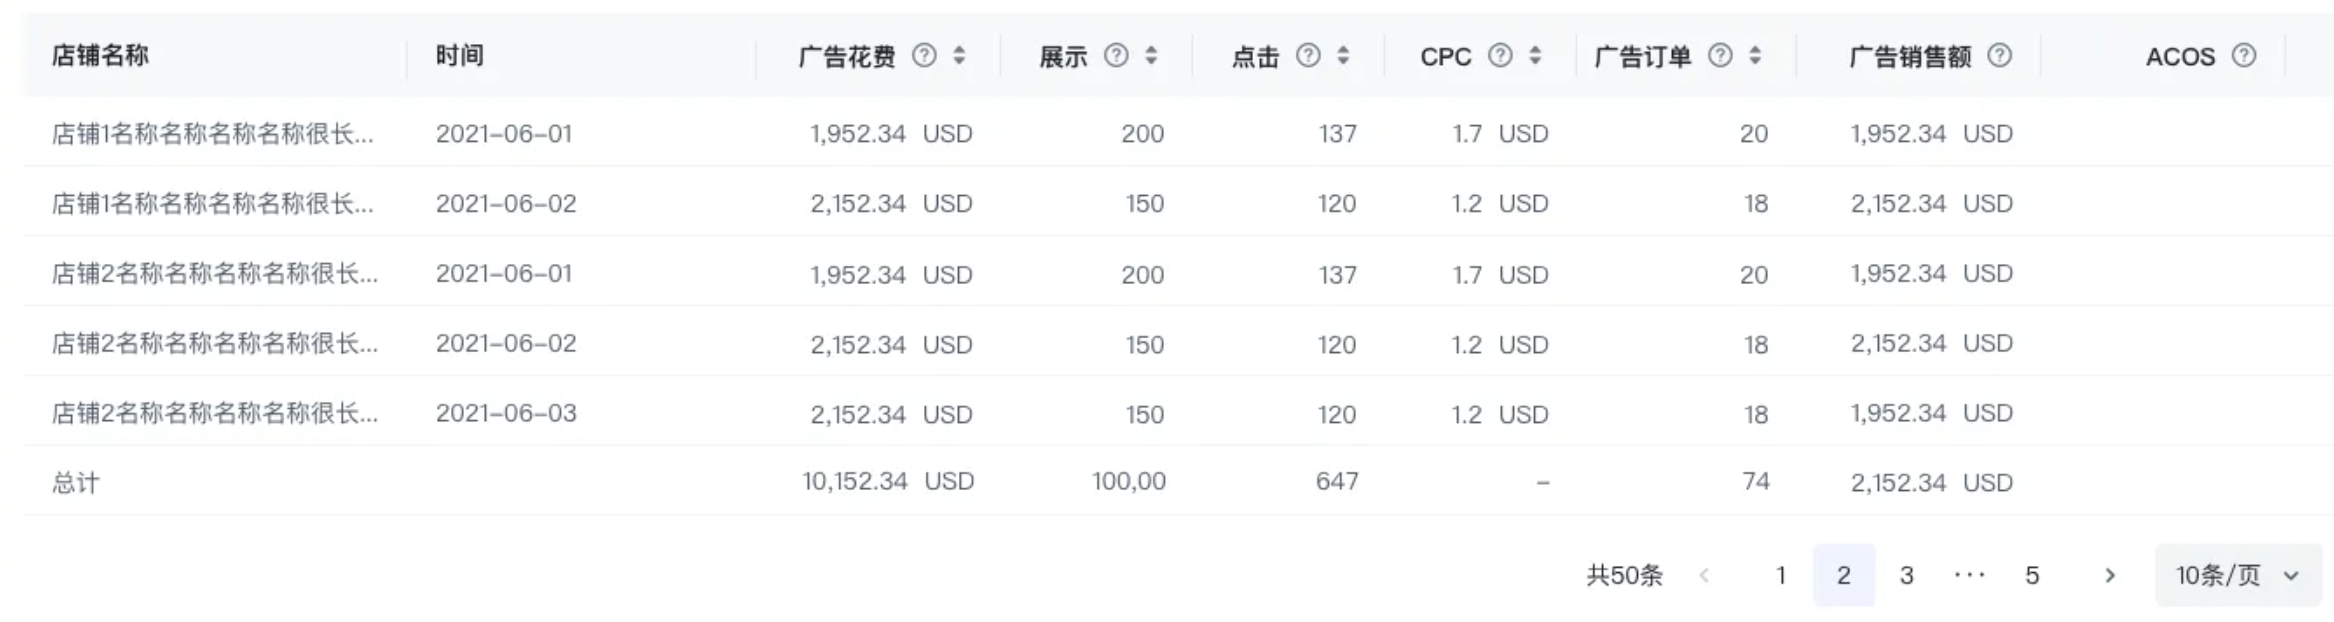 店铺名称 时间 广告花费 展示 点击 CPC 广告订单 广告销售额 ACOS
店铺1名称名称名称名称很长... 2021-06-01 1,952.34 USD 200 137 1.7 USD 20 1,952.34 USD
店铺1名称名称名称名称很长... 2021-06-02 2,152.34 USD 150 120 1.2 USD 18 2,152.34 USD
店铺2名称名称名称名称很长... 2021-06-01 1,952.34 USD 200 137 1.7 USD 20 1,952.34 USD
店铺2名称名称名称名称很长... 2021-06-02 2,152.34 USD 150 120 1.2 USD 18 2,152.34 USD
店铺2名称名称名称名称很长... 2021-06-03 2,152.34 USD 150 120 1.2 USD 18 1,952.34 USD
总计 10,152.34 USD 100,00 647 – 74 2,152.34 USD
共50条 < 1 2 3 ··· 5 > 10条/页